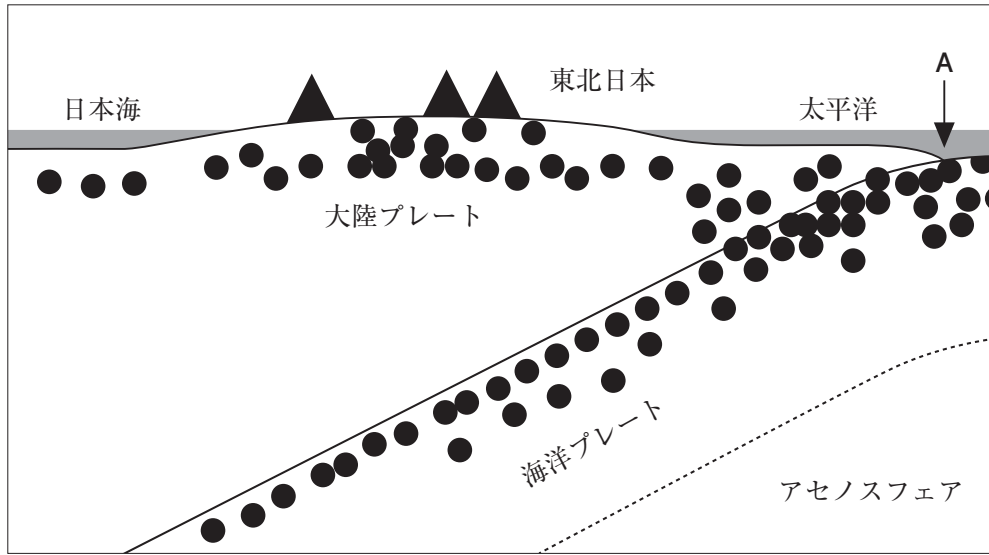 東北日本
A
日本海
太平洋
大陸プレート
海洋プレート
アセノスフェア